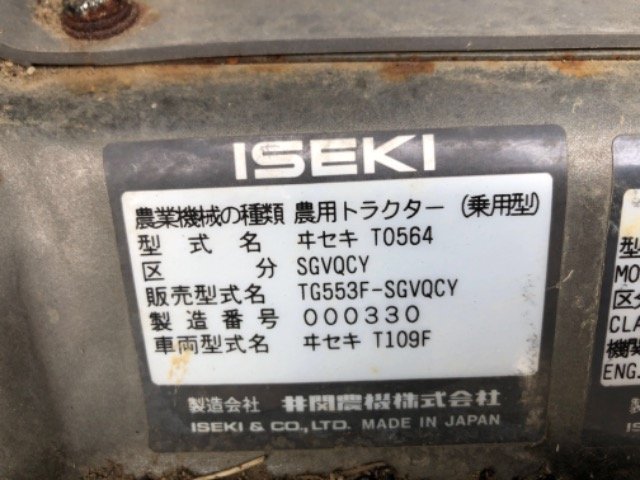 ISEKI
農業機械の種類 農用トラクター (乗用型)
型式名 ヰセキ T0564
区分 SGVQCY
販売型式名 TG553F-SGVQCY
製造番号 000330
車両型式名 ヰセキ T109F
製造会社 井関農機株式会社
ISEKI & CO., LTD. MADE IN JAPAN
型
MO
区分
CLA
機関
ENG.